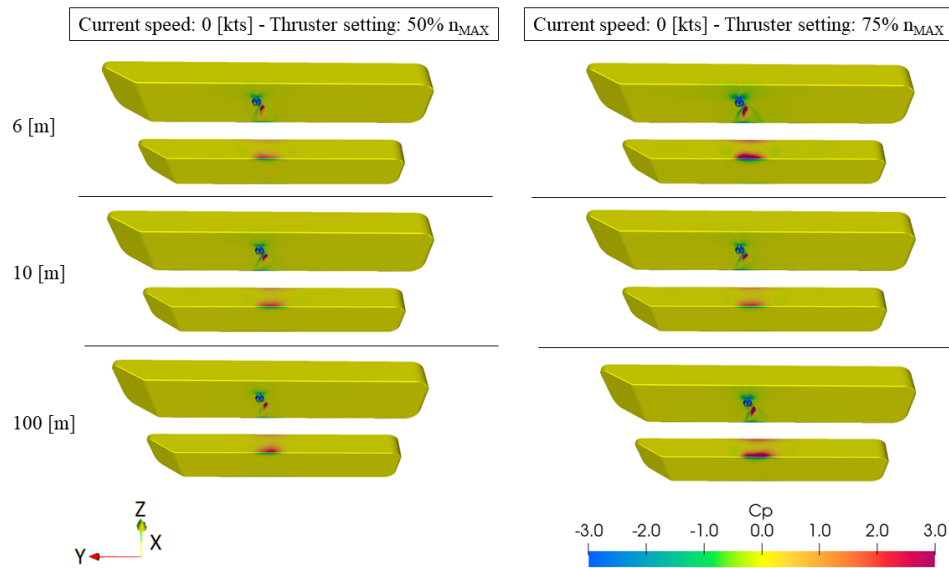 Current speed: 0 [kts] - Thruster setting: 50% nMAX
Current speed: 0 [kts] - Thruster setting: 75% nMAX
6 [m]
10 [m]
100 [m]
Z
Y
X
Cp
-3.0 -2.0 -1.0 0.0 1.0 2.0 3.0